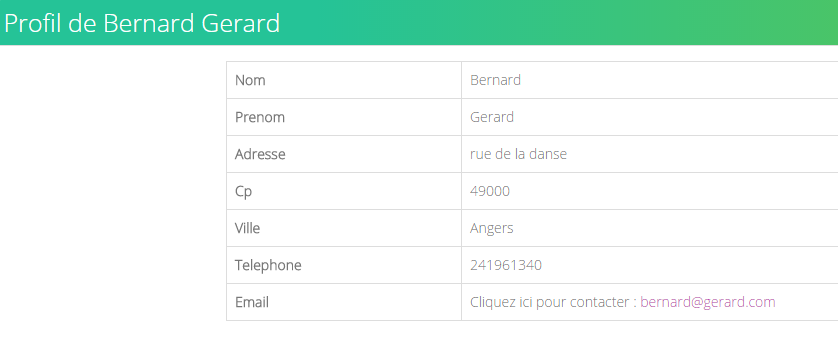 Profil de Bernard Gerard
Nom Bernard
Prenom Gerard
Adresse rue de la danse
Cp 49000
Ville Angers
Telephone 241961340
Email Cliquez ici pour contacter : bernard@gerard.com